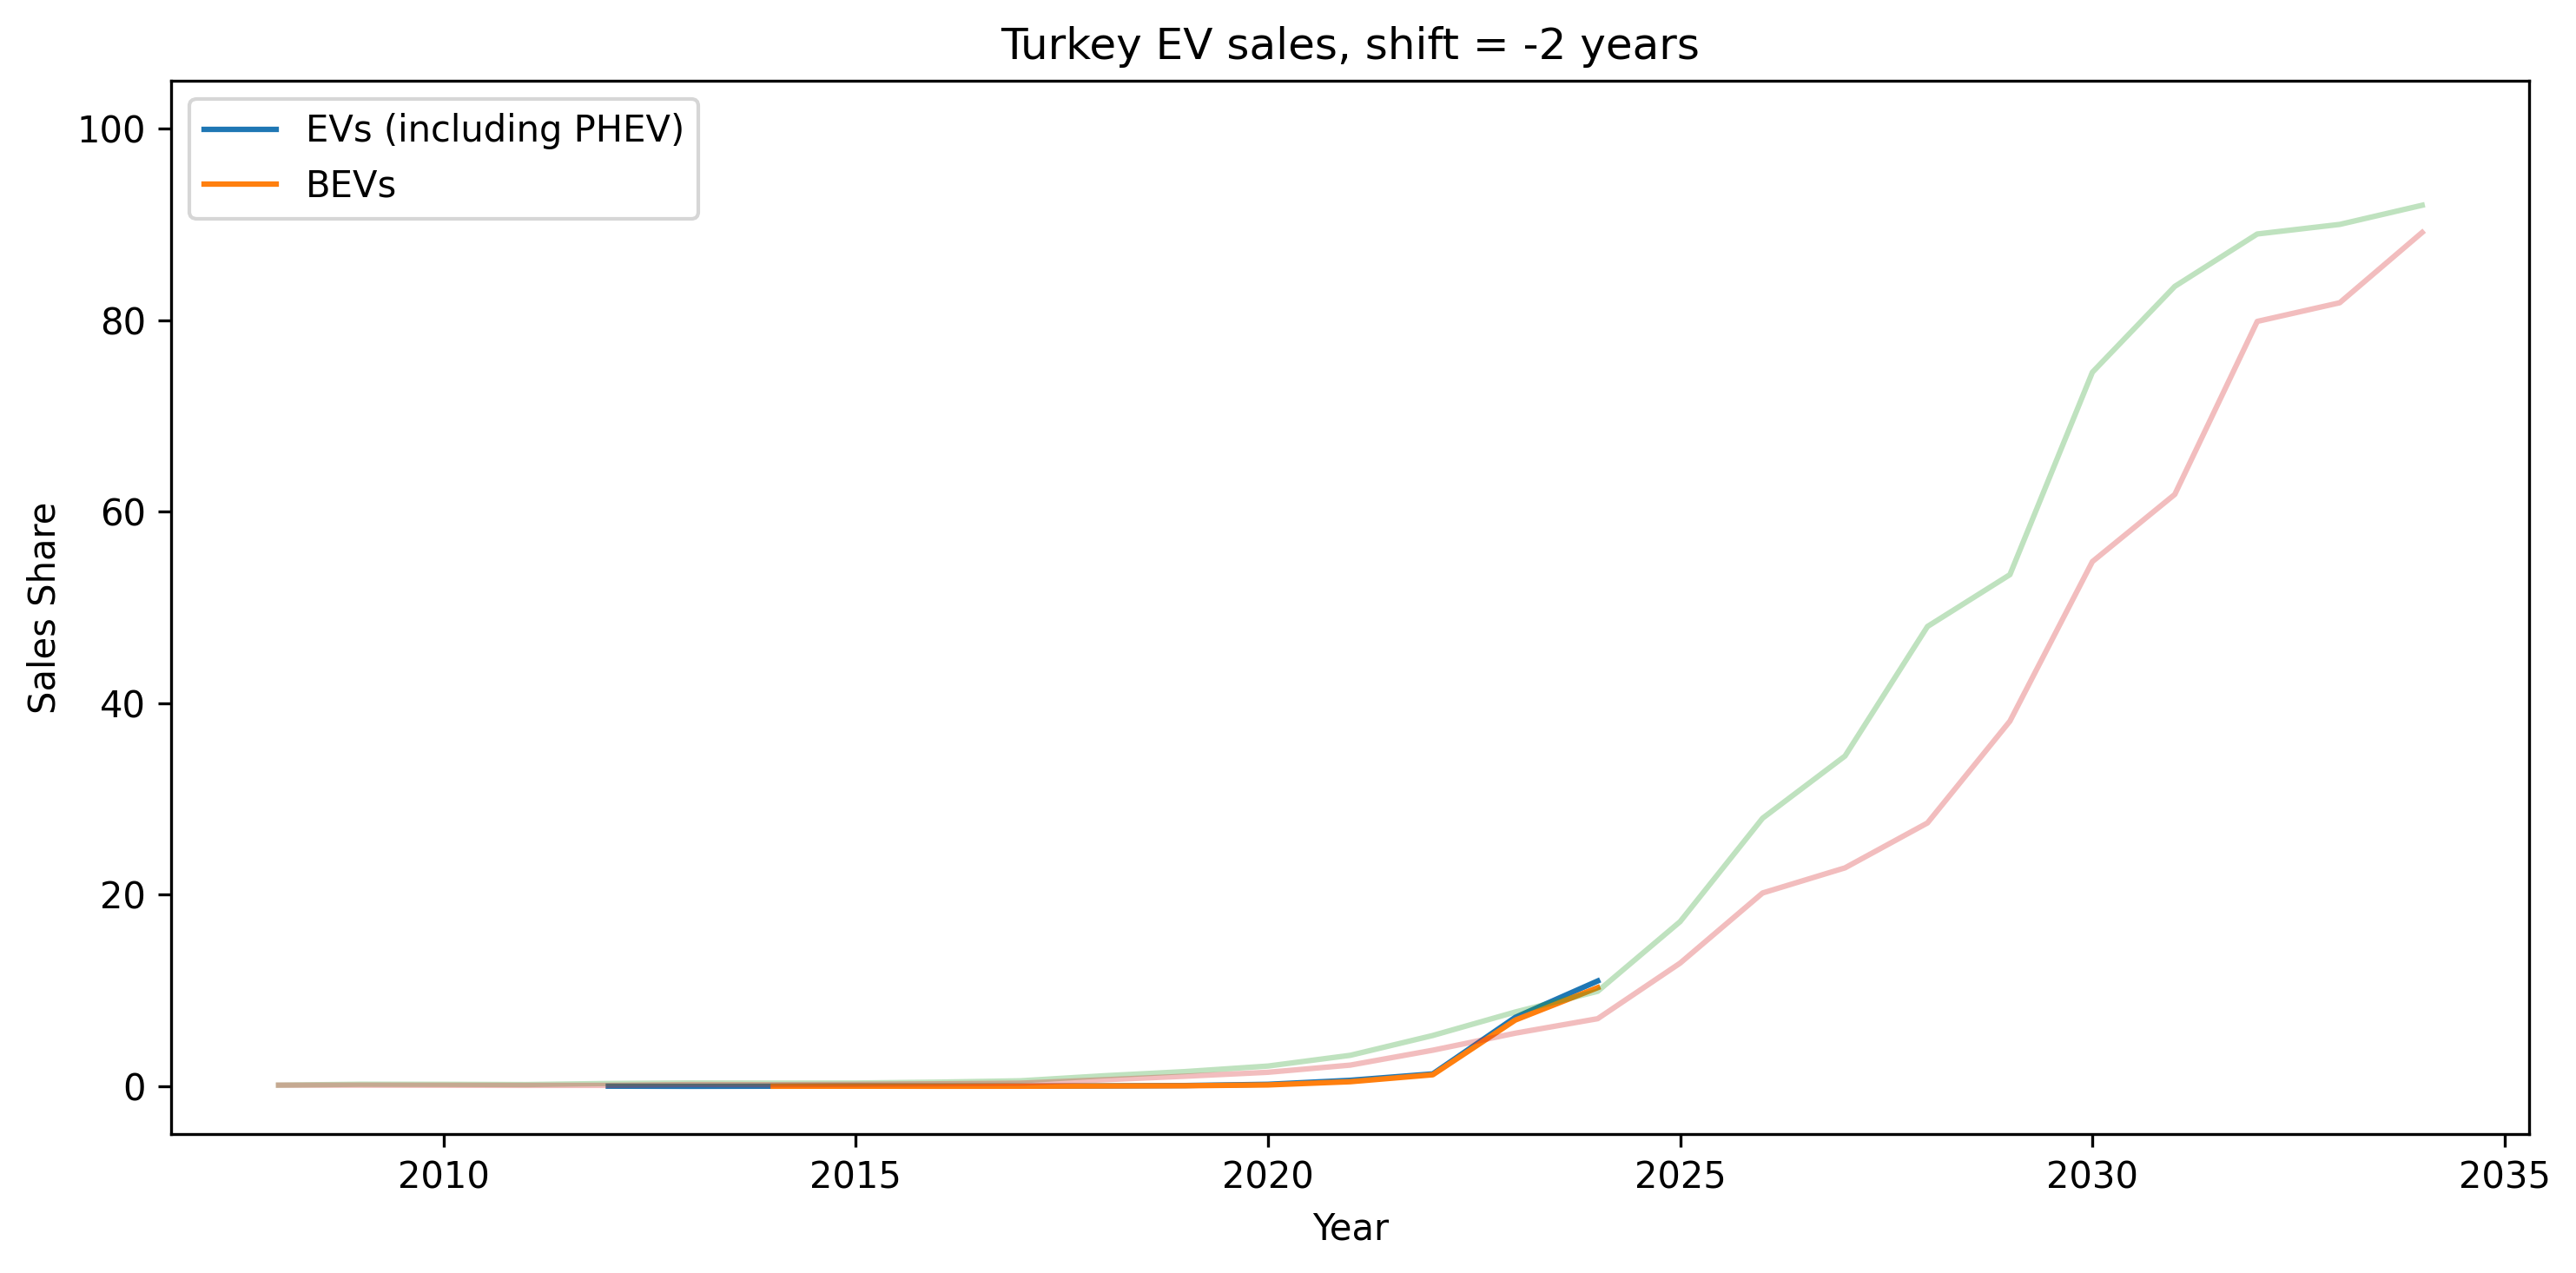 Turkey EV sales, shift = -2 years
EVs (including PHEV)
BEVs
100
80
60
40
20
0
Sales Share
2010 2015 2020 2025 2030 2035
Year